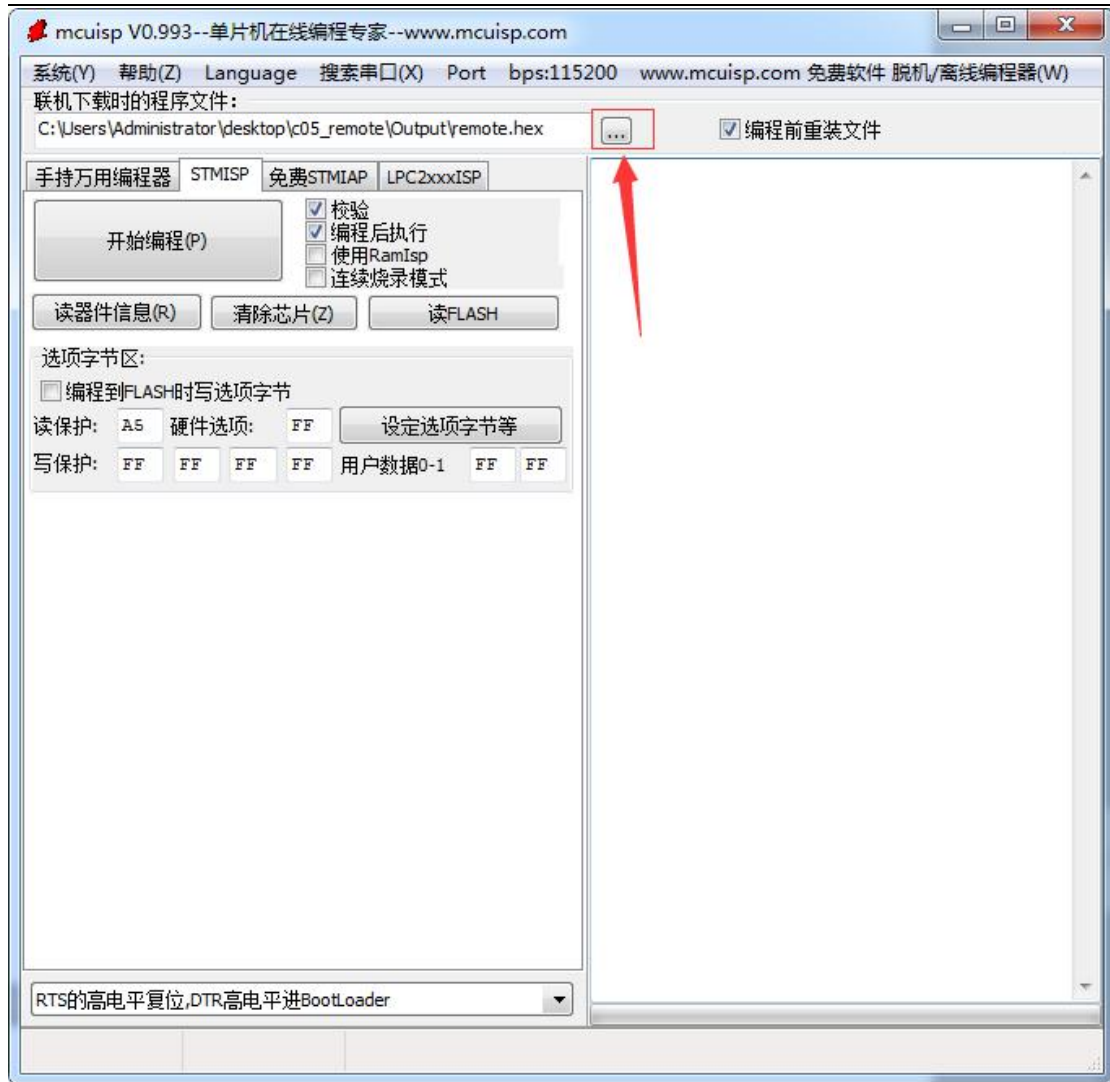 mcuisp V0.993--单片机在线编程专家--www.mcuisp.com
系统(Y) 帮助(Z) Language 搜索串口(X) Port bps:115200 www.mcuisp.com 免费软件 脱机/离线编程器(W)
联机下载时的程序文件:
C:\Users\Administrator\desktop\c05_remote\Output\remote.hex ... 编程前重装文件
手持万用编程器 STMISP 免费STMIAP LPC2xxxISP
开始编程(P)
校验
编程后执行
使用RamIsp
连续烧录模式
读器件信息(R) 清除芯片(Z) 读FLASH
选项字节区:
编程到FLASH时写选项字节
读保护: A5 硬件选项: FF 设定选项字节等
写保护: FF FF FF FF 用户数据0-1 FF FF
RTS的高电平复位,DTR高电平进BootLoader